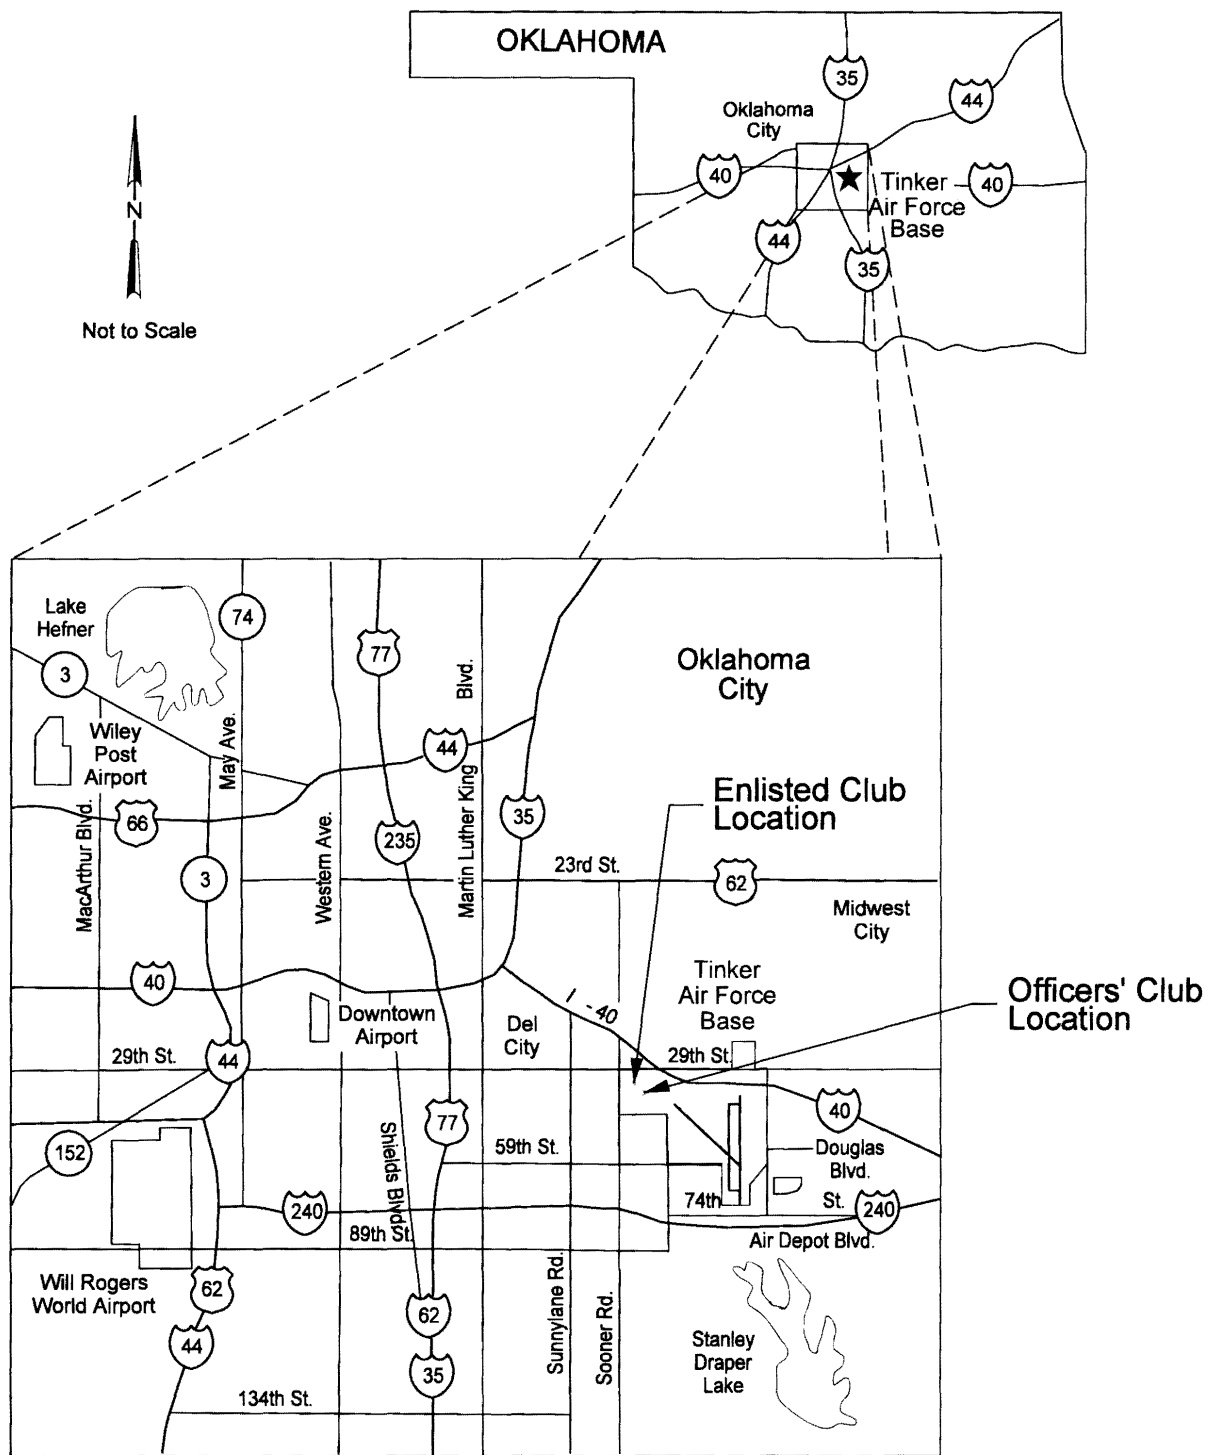 OKLAHOMA
35
44
Oklahoma
City
40
Tinker
Air Force
Base
40
44
35
N
Not to Scale
Lake
Hefner
74
3
77
Blvd.
Oklahoma
City
Wiley
Post
Airport
May Ave.
44
66
MacArthur Blvd.
Western Ave.
235
Martin Luther King
35
Enlisted Club
Location
3
23rd St.
62
Midwest
City
40
Downtown
Airport
I - 40
Del
City
Tinker
Air Force
Base
Officers' Club
Location
29th St.
44
29th St.
40
77
Shields Blvd.
152
59th St.
Douglas
Blvd.
74th St.
240
240
89th St.
Air Depot Blvd.
Will Rogers
World Airport
62
62
Sunnylane Rd.
Sooner Rd.
44
35
Stanley
Draper
Lake
134th St.